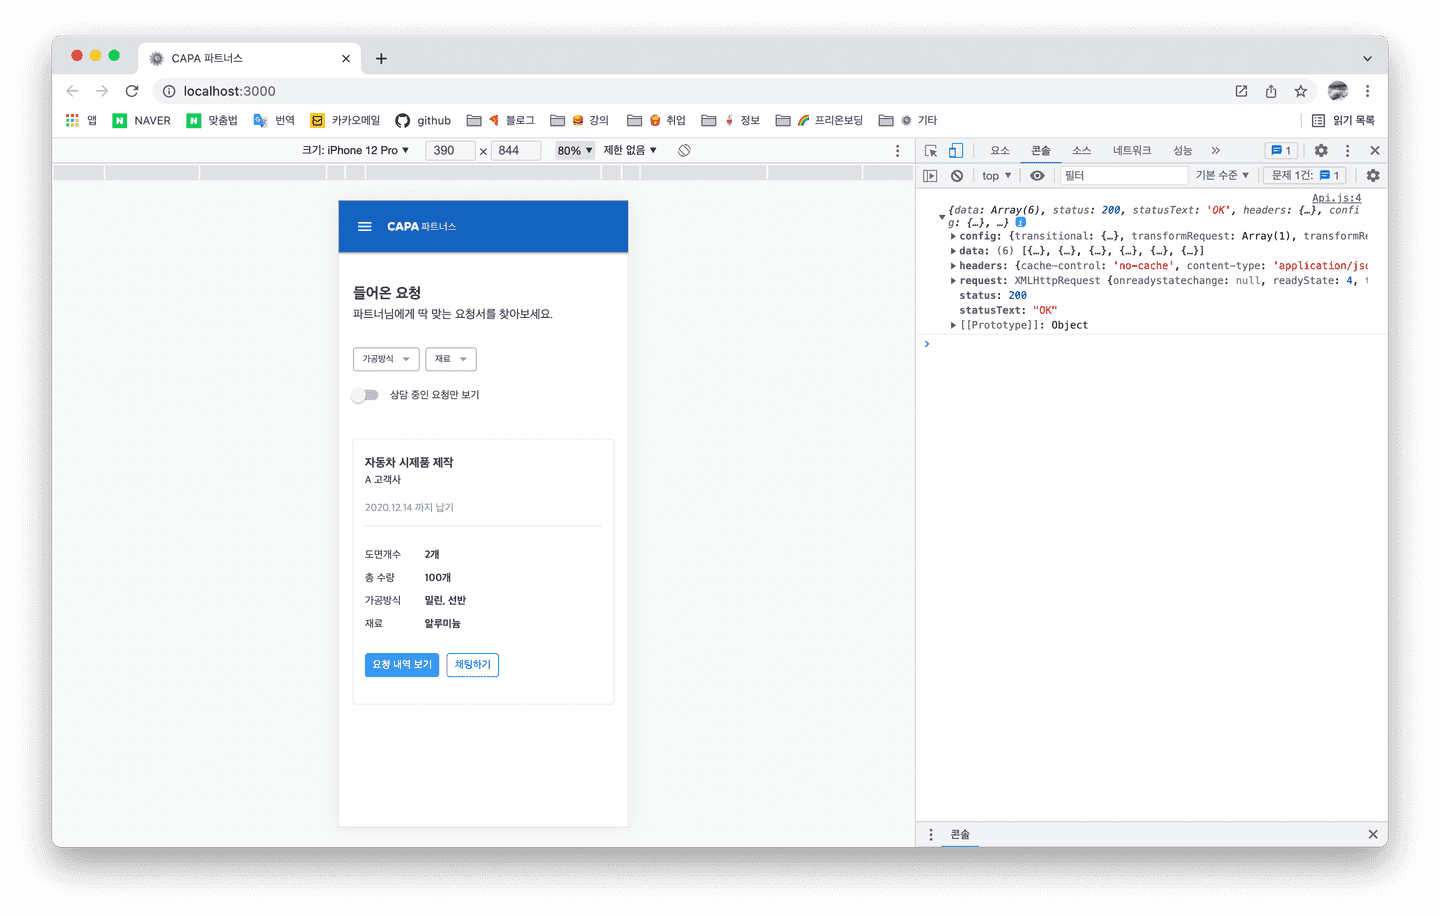 CAPA 파트너스
localhost:3000
앱 NAVER 맞춤법 번역 카카오메일 github 블로그 강의 취업 정보 프리온보딩 기타 읽기 목록
크기: iPhone 12 Pro ▼ 390 × 844 80% ▼ 제한 없음 ▼
요소 콘솔 소스 네트워크 성능 » 1
top ▼ 필터 기본 수준 ▼ 문제 1건: 1
CAPA 파트너스
들어온 요청
파트너님에게 딱 맞는 요청서를 찾아보세요.
가공방식 재료
상담 중인 요청만 보기
자동차 시제품 제작
A 고객사
2020.12.14 까지 납기
도면개수 2개
총 수량 100개
가공방식 밀린, 선반
재료 알루미늄
요청 내역 보기 채팅하기
Api.js:4
{data: Array(6), status: 200, statusText: 'OK', headers: {…}, confi
g: {…}, …}
config: {transitional: {…}, transformRequest: Array(1), transformRe
data: (6) [{…}, {…}, {…}, {…}, {…}, {…}]
headers: {cache-control: 'no-cache', content-type: 'application/jso
request: XMLHttpRequest {onreadystatechange: null, readyState: 4, t
status: 200
statusText: "OK"
[[Prototype]]: Object
콘솔